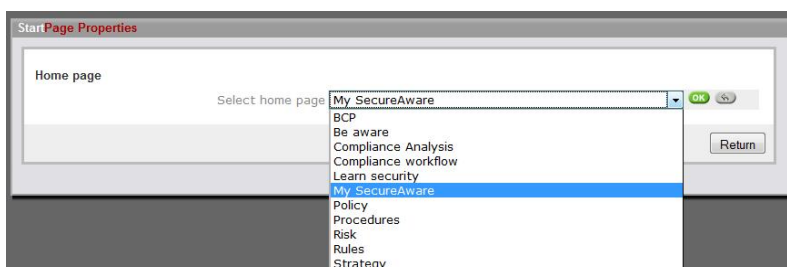 StartPage Properties
Home page
Select home page My SecureAware OK
BCP
Be aware
Compliance Analysis
Compliance workflow
Return
Learn security
My SecureAware
Policy
Procedures
Risk
Rules
Strategy